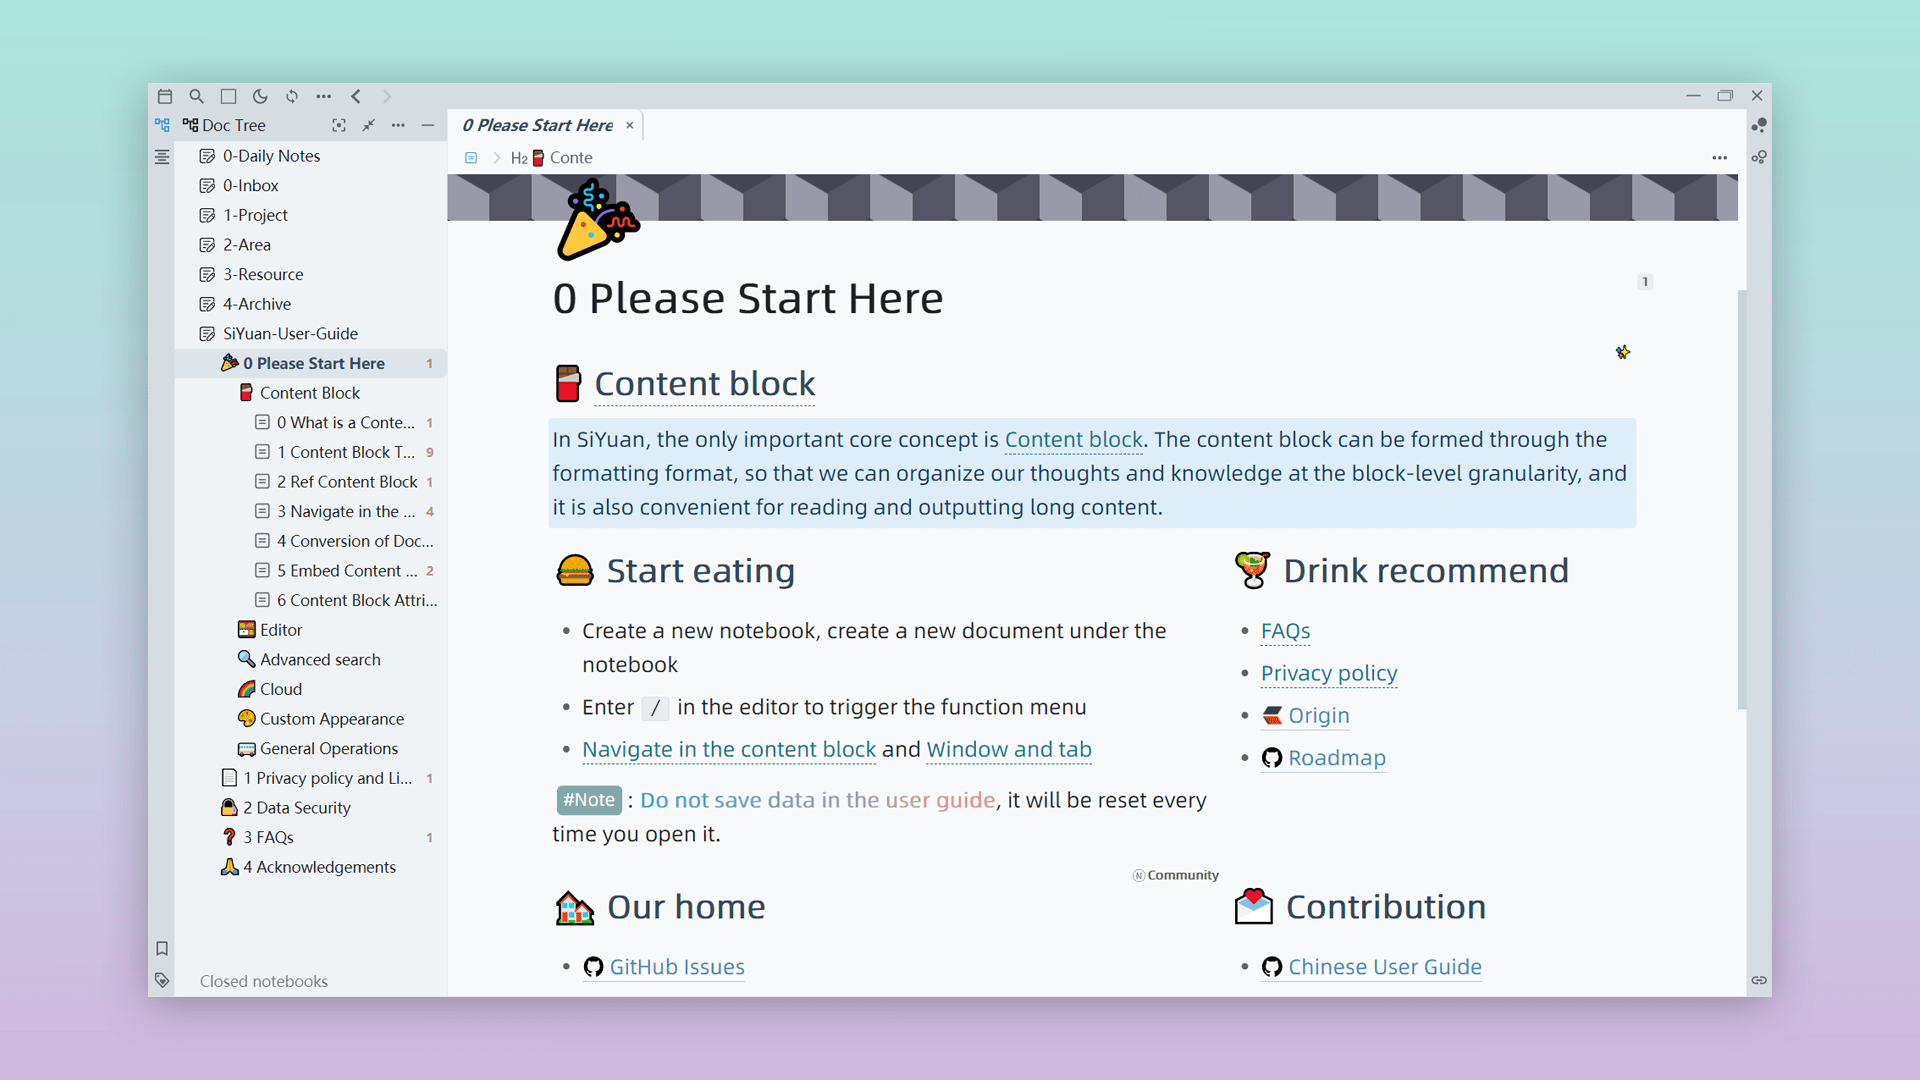 Doc Tree
0-Daily Notes
0-Inbox
1-Project
2-Area
3-Resource
4-Archive
SiYuan-User-Guide
0 Please Start Here 1
Content Block
0 What is a Conte... 1
1 Content Block T... 9
2 Ref Content Block 1
3 Navigate in the ... 4
4 Conversion of Doc...
5 Embed Content ... 2
6 Content Block Attri...
Editor
Advanced search
Cloud
Custom Appearance
General Operations
1 Privacy policy and Li... 1
2 Data Security
3 FAQs 1
4 Acknowledgements
Closed notebooks
0 Please Start Here
H2 Conte
0 Please Start Here
1
Content block
In SiYuan, the only important core concept is Content block. The content block can be formed through the
formatting format, so that we can organize our thoughts and knowledge at the block-level granularity, and
it is also convenient for reading and outputting long content.
Start eating
• Create a new notebook, create a new document under the
notebook
• Enter / in the editor to trigger the function menu
• Navigate in the content block and Window and tab
#Note : Do not save data in the user guide, it will be reset every
time you open it.
Drink recommend
• FAQs
• Privacy policy
• Origin
• Roadmap
Ⓝ Community
Our home
• GitHub Issues
Contribution
• Chinese User Guide